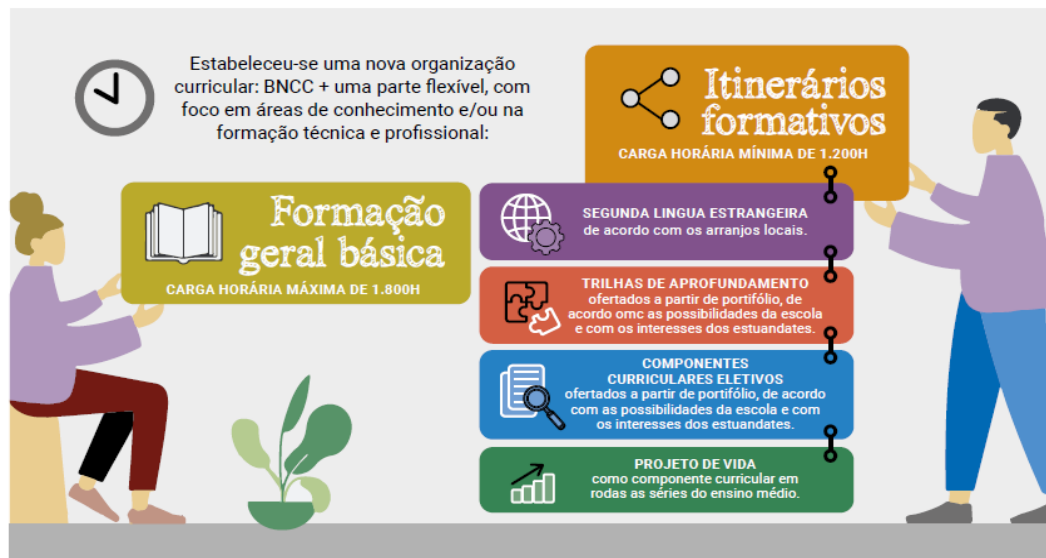 Estabeleceu-se uma nova organização
curricular: BNCC + uma parte flexível, com
foco em áreas de conhecimento e/ou na
formação técnica e profissional:
Formação
geral básica
CARGA HORÁRIA MÁXIMA DE 1.800H
Itinerários
formativos
CARGA HORÁRIA MÍNIMA DE 1.200H
SEGUNDA LINGUA ESTRANGEIRA
de acordo com os arranjos locais.
TRILHAS DE APROFUNDAMENTO
ofertados a partir de portifólio, de
acordo omc as possibilidades da escola
e com os interesses dos estuandates.
COMPONENTES
CURRICULARES ELETIVOS
ofertados a partir de portifólio, de acordo
com as possibilidades da escola e com
os interesses dos estuandates.
PROJETO DE VIDA
como componente curricular em
rodas as séries do ensino médio.